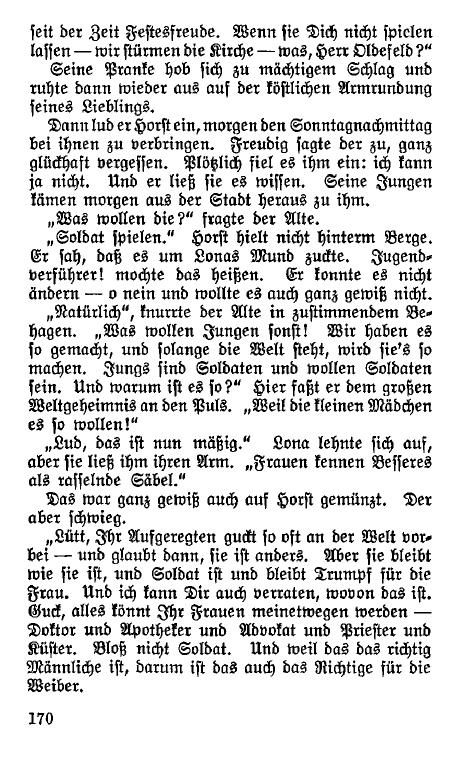 seit der Zeit Festesfreude. Wenn sie Dich nicht spielen
lassen — wir stürmen die Kirche — was, Herr Oldefeld?"
Seine Pranke hob sich zu mächtigem Schlag und
ruhte dann wieder aus auf der köstlichen Armrundung
seines Lieblings.
Dann lud er Horst ein, morgen den Sonntagnachmittag
bei ihnen zu verbringen. Freudig sagte der zu, ganz
glückhaft vergessen. Plötzlich fiel es ihm ein: ich kann
ja nicht. Und er ließ sie es wissen. Seine Jungen
kämen morgen aus der Stadt heraus zu ihm.
„Was wollen die?" fragte der Alte.
„Soldat spielen." Horst hielt nicht hinterm Berge.
Er sah, daß es um Lonas Mund zuckte. Jugend-
verführer! mochte das heißen. Er konnte es nicht
ändern — o nein und wollte es auch ganz gewiß nicht.
„Natürlich", knurrte der Alte in zustimmendem Be-
hagen. „Was wollen Jungen sonst! Wir haben es
so gemacht, und solange die Welt steht, wird sie's so
machen. Jungs sind Soldaten und wollen Soldaten
sein. Und warum ist es so?" Hier faßt er dem großen
Weltgeheimnis an den Puls. „Weil die kleinen Mädchen
es so wollen!"
„Lud, das ist nun mäßig." Lona lehnte sich auf,
aber sie ließ ihm ihren Arm. „Frauen kennen Besseres
als rasselnde Säbel."
Das war ganz gewiß auch auf Horst gemünzt. Der
aber schwieg.
„Lütt, Ihr Aufgeregten guckt so oft an der Welt vor-
bei — und glaubt dann, sie ist anders. Aber sie bleibt
wie sie ist, und Soldat ist und bleibt Trumpf für die
Frau. Und ich kann Dir auch verraten, wovon das ist.
Guck, alles könnt Ihr Frauen meinetwegen werden —
Doktor und Apotheker und Advokat und Priester und
Küster. Bloß nicht Soldat. Und weil das das richtig
Männliche ist, darum ist das auch das Richtige für die
Weiber.
170